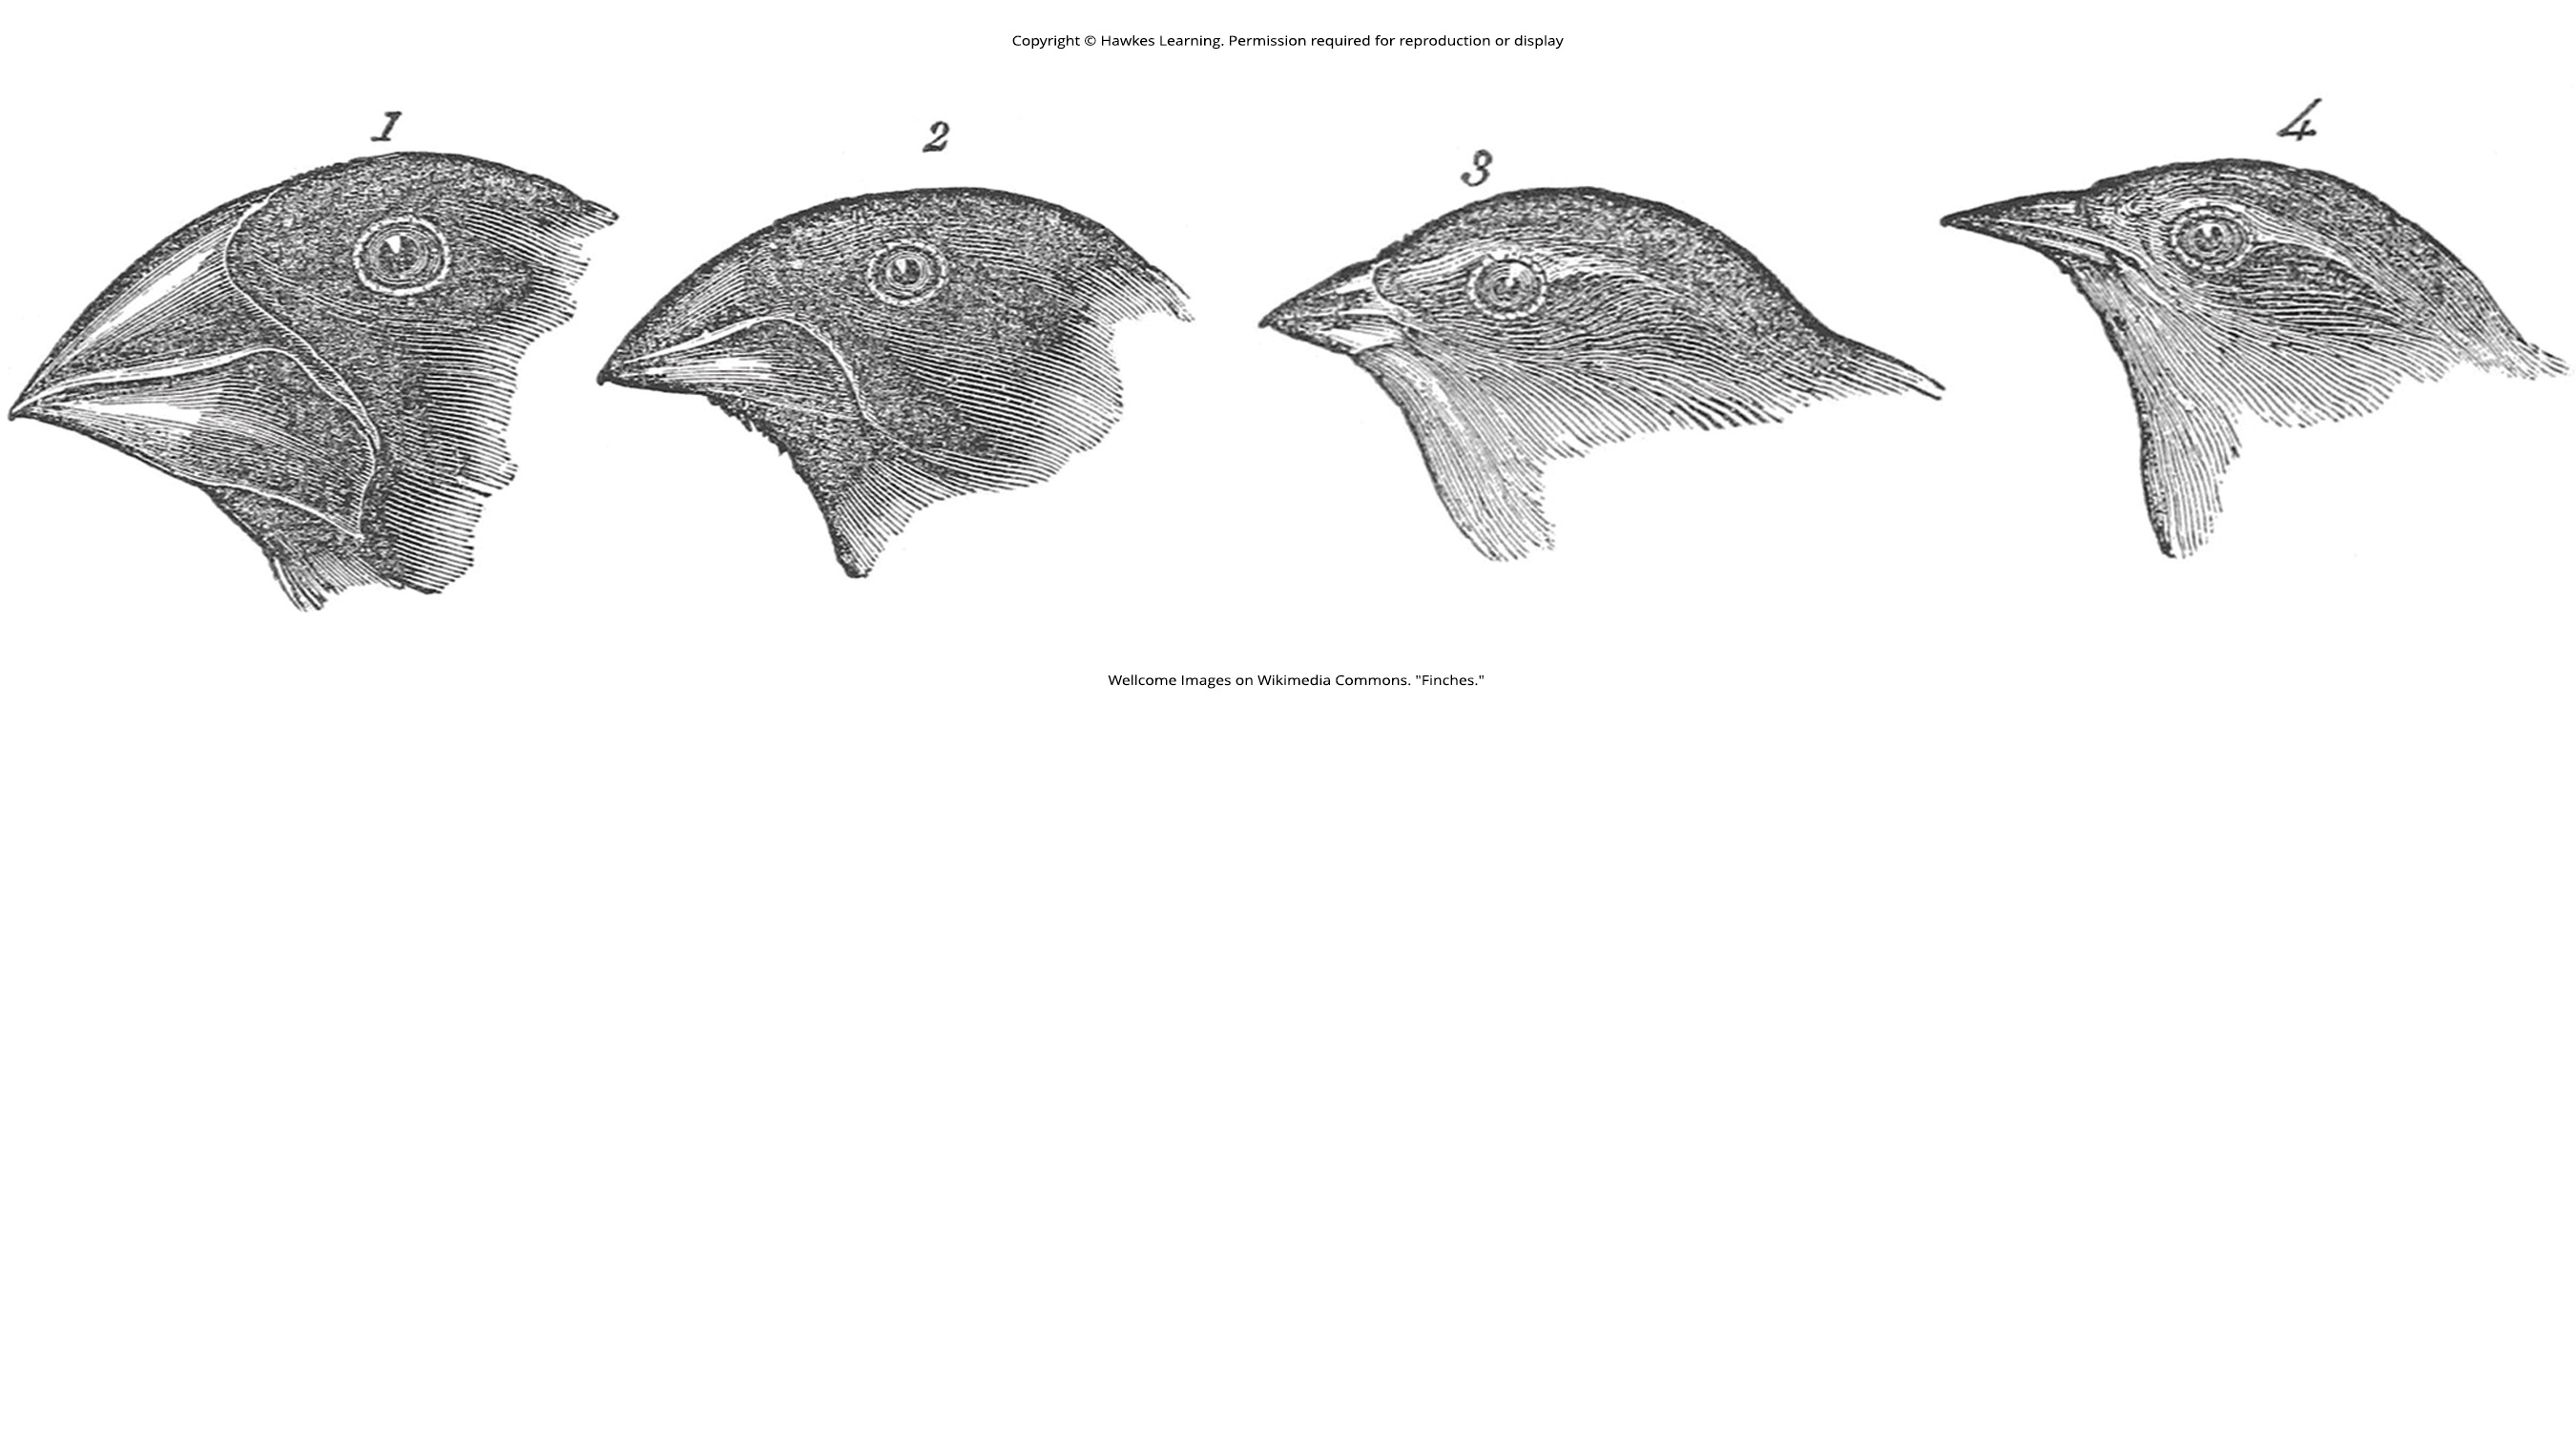 Copyright © Hawkes Learning. Permission required for reproduction or display
1
2
3
4
Wellcome Images on Wikimedia Commons. "Finches."